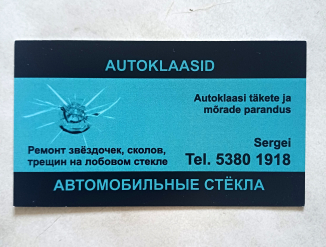 AUTOKLAASID
Autoklaasi täkete ja
mõrade parandus
Ремонт звёздочек, сколов,
трещин на лобовом стекле
Sergei
Tel. 5380 1918
АВТОМОБИЛЬНЫЕ СТЁКЛА